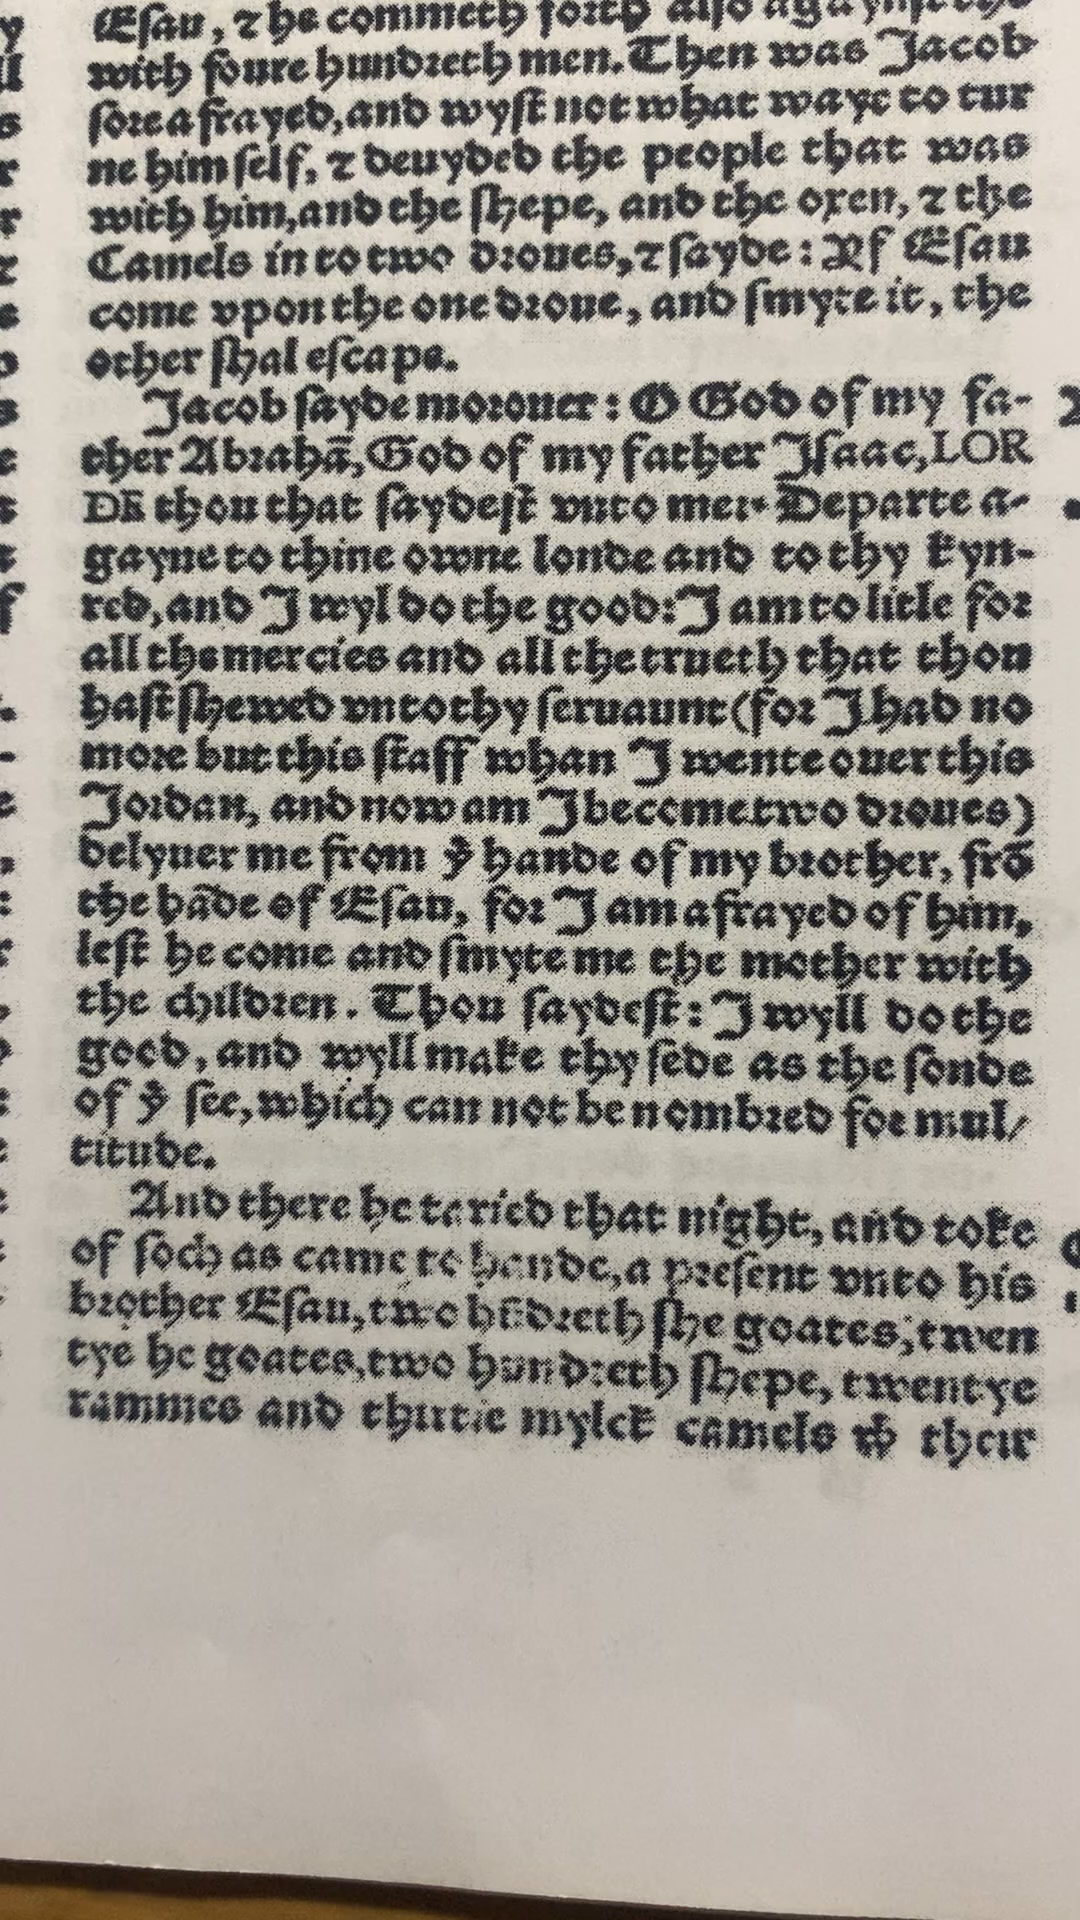 Esau, ⁊ he commeth forth also agaynst the
with foure hundreth men. Then was Jacob
sore afrayed, and wyst not what waye to tur
ne him self, ⁊ deuyded the people that was
with him, and the shepe, and the oxen, ⁊ the
Camels in to two droues, ⁊ sayde: Yf Esau
come vpon the one droue, and smyte it, the
other shal escape.
Jacob sayde morouer: O God of my fa-
ther Abrahã, God of my father Isaac, LOR
DE thou that saydest vnto me: Departe a-
gayne to thine owne londe and to thy kyn-
red, and I wyl do the good: I am to litle for
all the mercies and all the trueth that thou
hast shewed vnto thy seruaunt (for I had no
more but this staff whan I wente ouer this
Jordan, and now am I become two droues)
delyuer me from yͤ hande of my brother, frõ
the hãde of Esau, for I am afrayed of him,
lest he come and smyte me the mother with
the children. Thou saydest: I wyll do the
good, and wyll make thy sede as the sonde
of yͤ see, which can not be nombred for mul/
titude.
And there he taried that night, and toke
of soch as came to hande, a present vnto his
brother Esau, two hũdreth she goates, twen
tye he goates, two hundreth shepe, twentye
rammes and thirtie mylck camels wͭ their